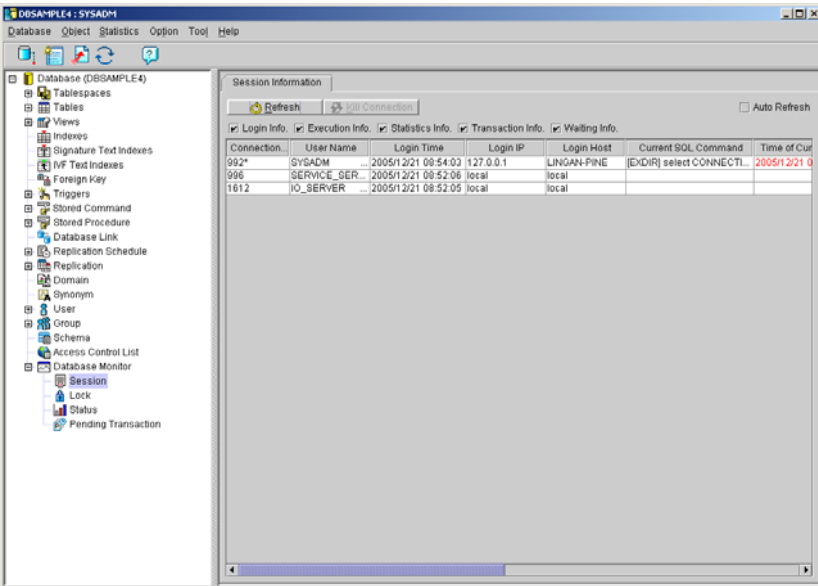 DBSAMPLE4 : SYSADM
Database Object Statistics Option Tool Help
Database (DBSAMPLE4)
Tablespaces
Tables
Views
Indexes
Signature Text Indexes
IVF Text Indexes
Foreign Key
Triggers
Stored Command
Stored Procedure
Database Link
Replication Schedule
Replication
Domain
Synonym
User
Group
Schema
Access Control List
Database Monitor
Session
Lock
Status
Pending Transaction
Session Information
Refresh Kill Connection Auto Refresh
Login Info. Execution Info. Statistics Info. Transaction Info. Waiting Info.
Connection... User Name Login Time Login IP Login Host Current SQL Command Time of Cur
992* SYSADM ... 2005/12/21 08:54:03 127.0.0.1 LINGAN-PINE [EXDIR] select CONNECTI... 2005/12/21 0
996 SERVICE_SER... 2005/12/21 08:52:06 local local
1612 IO_SERVER ... 2005/12/21 08:52:05 local local